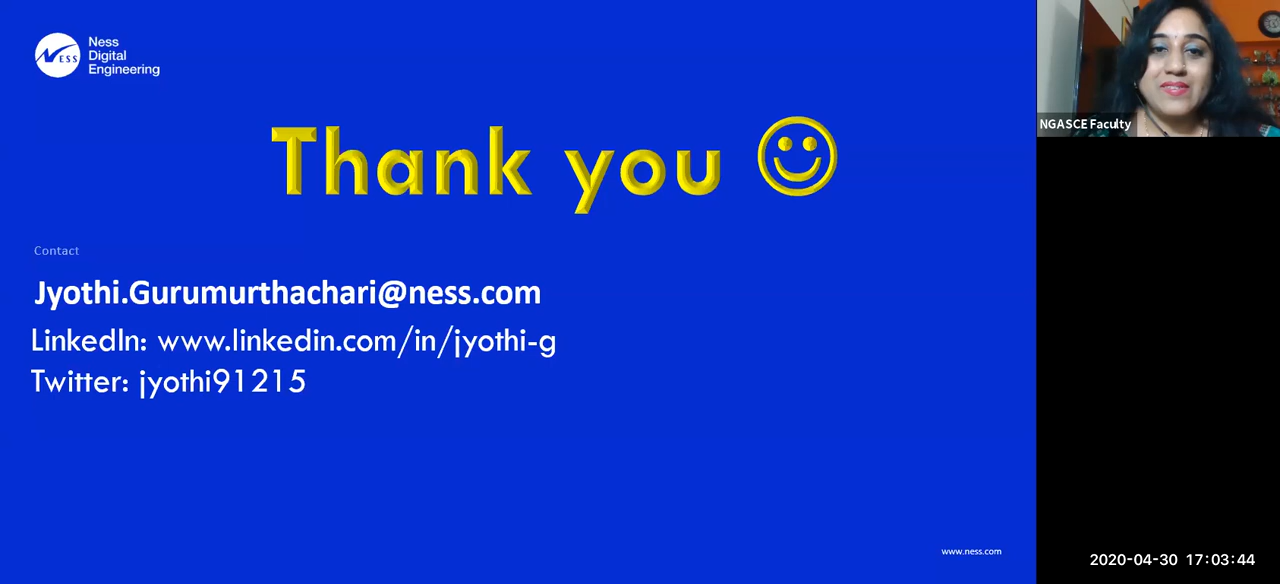 NESS
Ness
Digital
Engineering
Thank you
Contact
Jyothi.Gurumurthachari@ness.com
LinkedIn: www.linkedin.com/in/jyothi-g
Twitter: jyothi91215
www.ness.com
NGASCE Faculty
2020-04-30 17:03:44